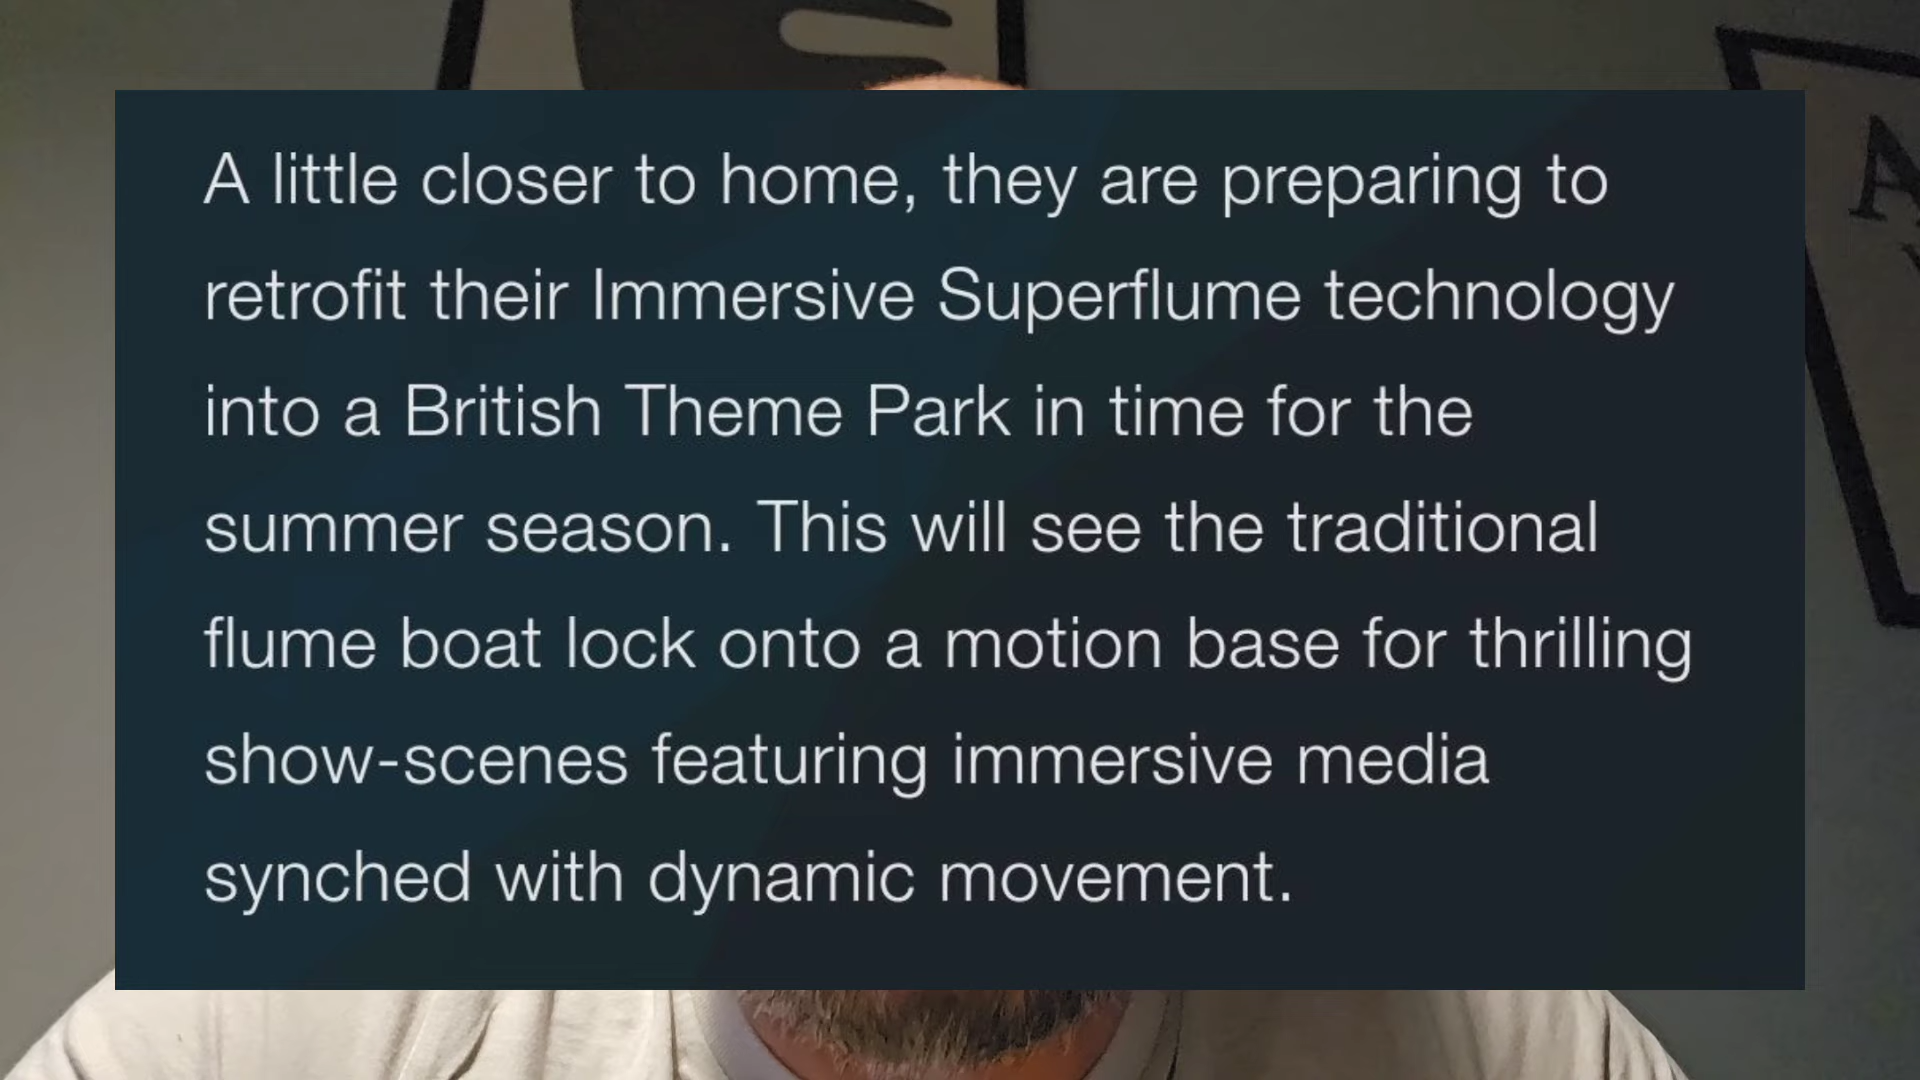 A little closer to home, they are preparing to
retrofit their Immersive Superflume technology
into a British Theme Park in time for the
summer season. This will see the traditional
flume boat lock onto a motion base for thrilling
show-scenes featuring immersive media
synched with dynamic movement.
A